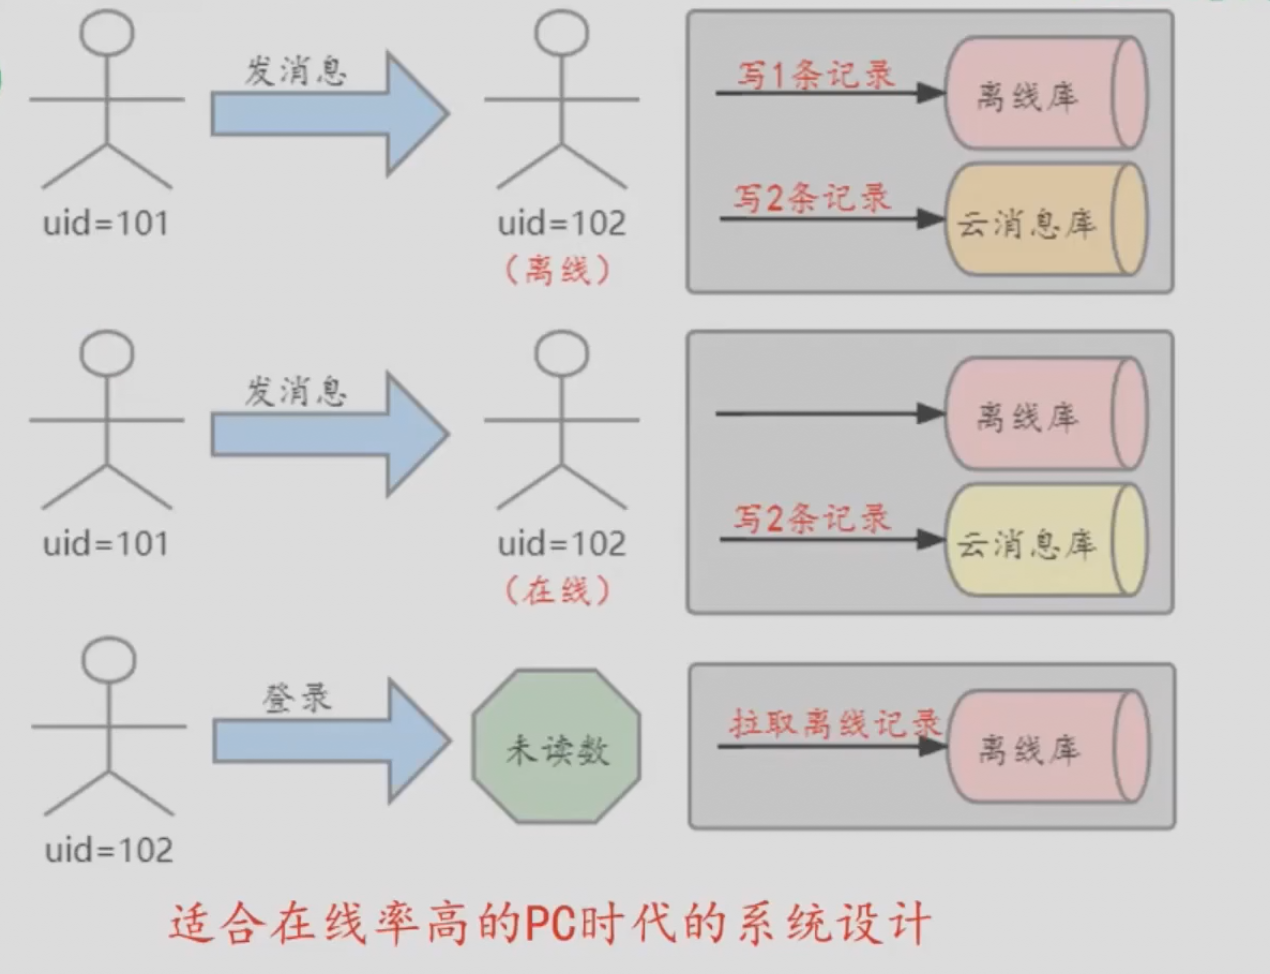 发消息
写1条记录
离线库
写2条记录
云消息库
uid=101
uid=102
（离线）
发消息
离线库
写2条记录
云消息库
uid=101
uid=102
（在线）
登录
未读数
拉取离线记录
离线库
uid=102
适合在线率高的PC时代的系统设计